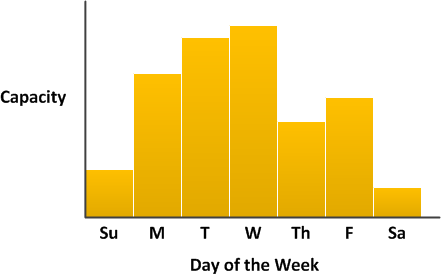 Capacity
Su M T W Th F Sa
Day of the Week